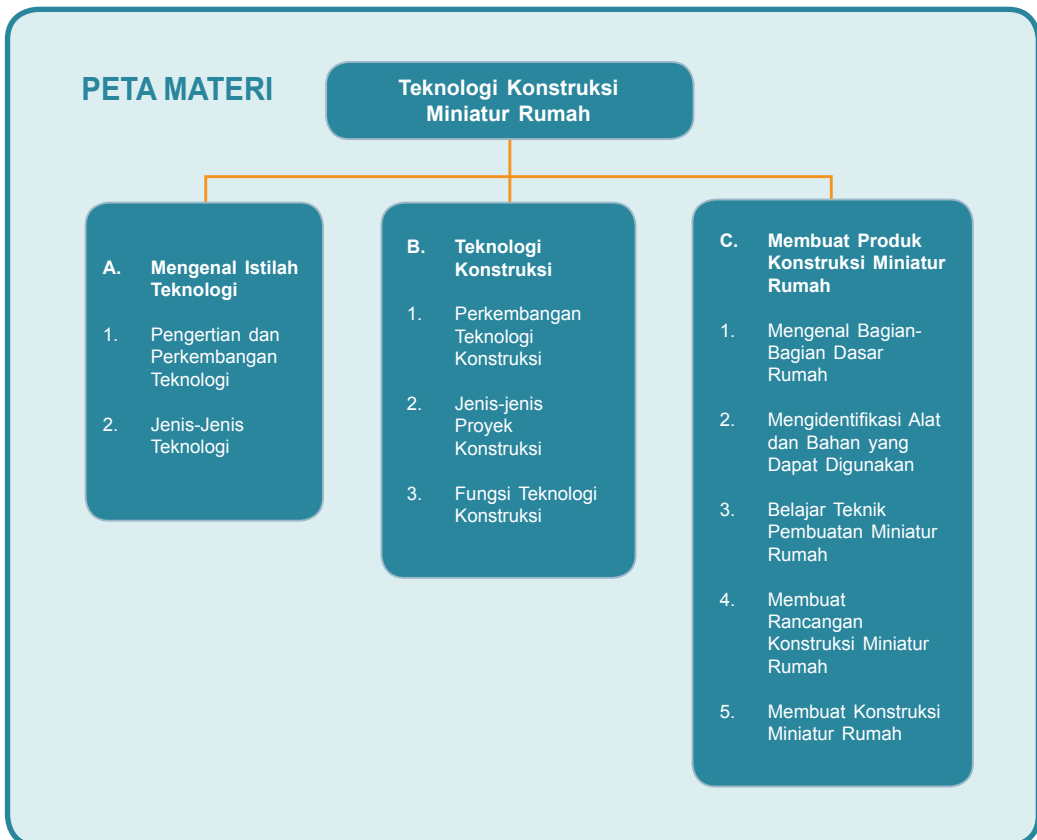 PETA MATERI
Teknologi Konstruksi
Miniatur Rumah
A. Mengenal Istilah
Teknologi
1. Pengertian dan
Perkembangan
Teknologi
2. Jenis-Jenis
Teknologi
B. Teknologi
Konstruksi
1. Perkembangan
Teknologi
Konstruksi
2. Jenis-jenis
Proyek
Konstruksi
3. Fungsi Teknologi
Konstruksi
C. Membuat Produk
Konstruksi Miniatur
Rumah
1. Mengenal Bagian-
Bagian Dasar
Rumah
2. Mengidentifikasi Alat
dan Bahan yang
Dapat Digunakan
3. Belajar Teknik
Pembuatan Miniatur
Rumah
4. Membuat
Rancangan
Konstruksi Miniatur
Rumah
5. Membuat Konstruksi
Miniatur Rumah